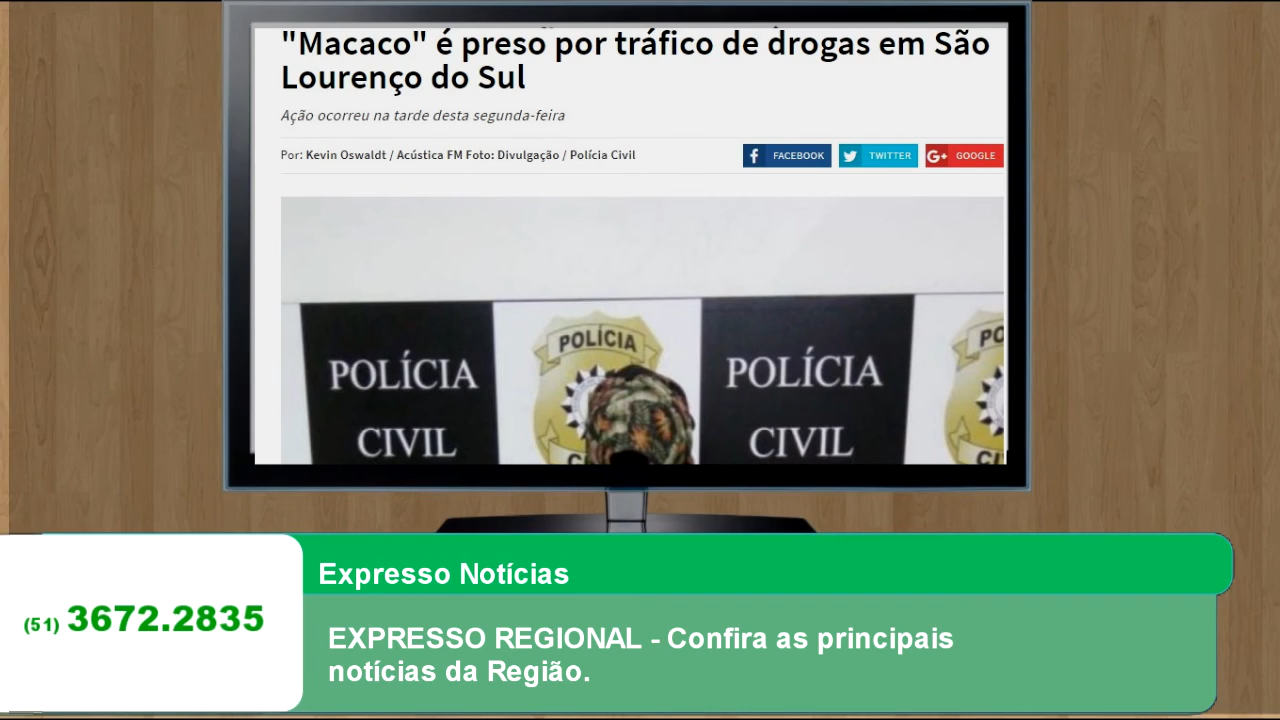 "Macaco" é preso por tráfico de drogas em São
Lourenço do Sul
Ação ocorreu na tarde desta segunda-feira
Por: Kevin Oswaldt / Acústica FM Foto: Divulgação / Polícia Civil
FACEBOOK
TWITTER
G+ GOOGLE
POLÍCIA
CIVIL
POLÍCIA
POLÍCIA
CIVIL
Expresso Notícias
(51) 3672.2835
EXPRESSO REGIONAL - Confira as principais
notícias da Região.